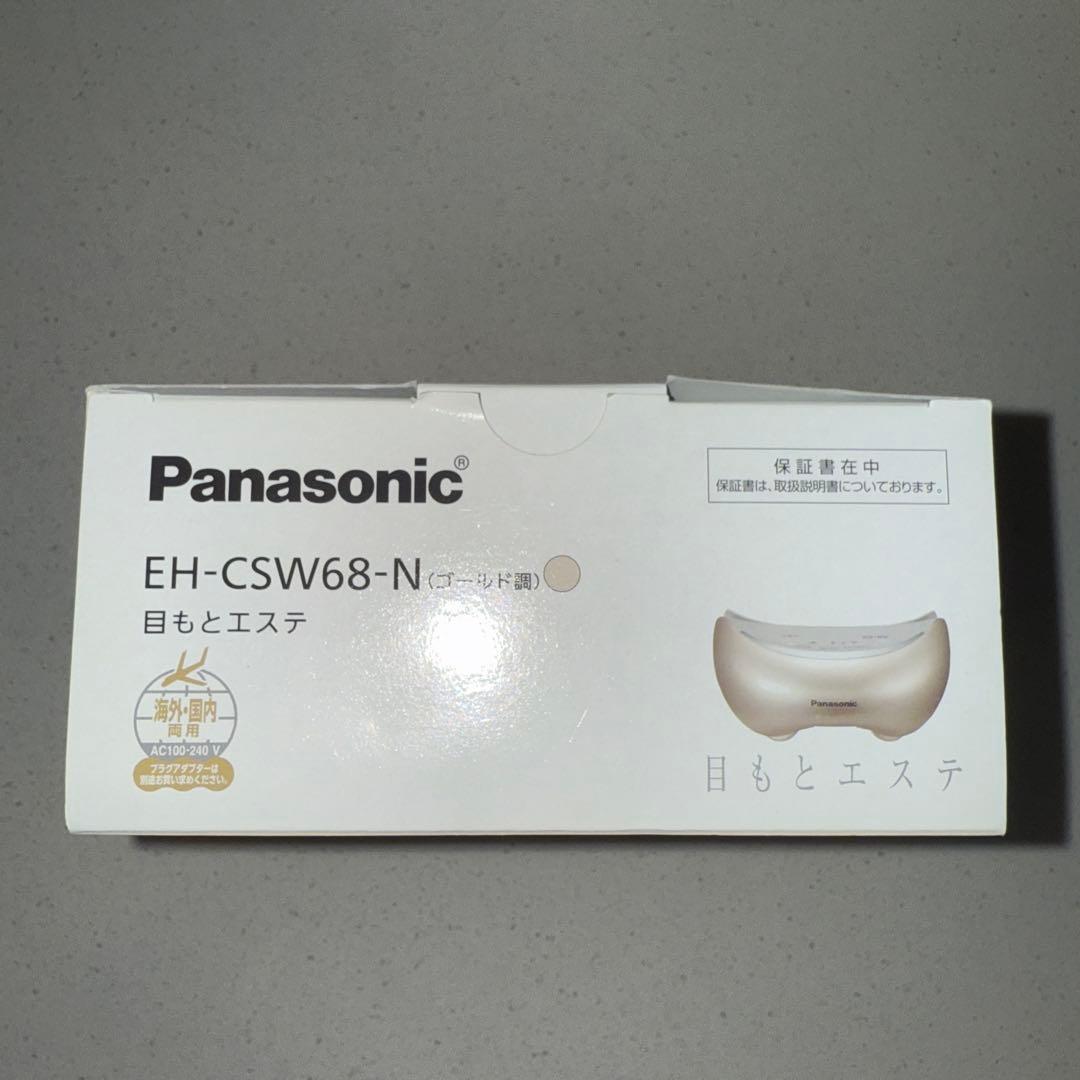 Panasonic®
保証書在中
保証書は、取扱説明書についております。
EH-CSW68-N(ゴールド調)
目もとエステ
海外・国内
両用
AC100-240 V
プラグアダプターは
別途お買い求めください。
Panasonic
目もとエステ